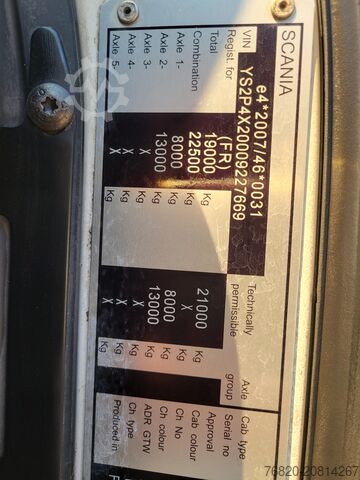 SCANIA
e4*2007/46*0031
VIN YS2P4X20009227669
Regist. for (FR) Technically permissible Axle group
Total 19000 Kg 21000 Kg
Combination 22500 Kg X Kg
Axle 1- 8000 Kg 8000 Kg
Axle 2- 13000 Kg 13000 Kg
Axle 3- X Kg X Kg
Axle 4- X Kg X Kg
Axle 5- X Kg X Kg
Cab type
Serial no
Approval
Cab colour
Ch No
Ch colour
ADR GTW
Ch type
Produced in
76820-20814267